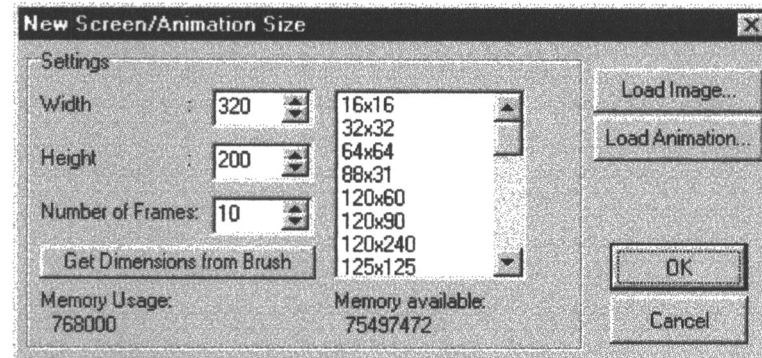 New Screen/Animation Size
Settings
Width : 320
Height : 200
Number of Frames: 10
Get Dimensions from Brush
Memory Usage:
768000
16x16
32x32
64x64
88x31
120x60
120x90
120x240
125x125
Memory available:
75497472
Load Image...
Load Animation...
OK
Cancel